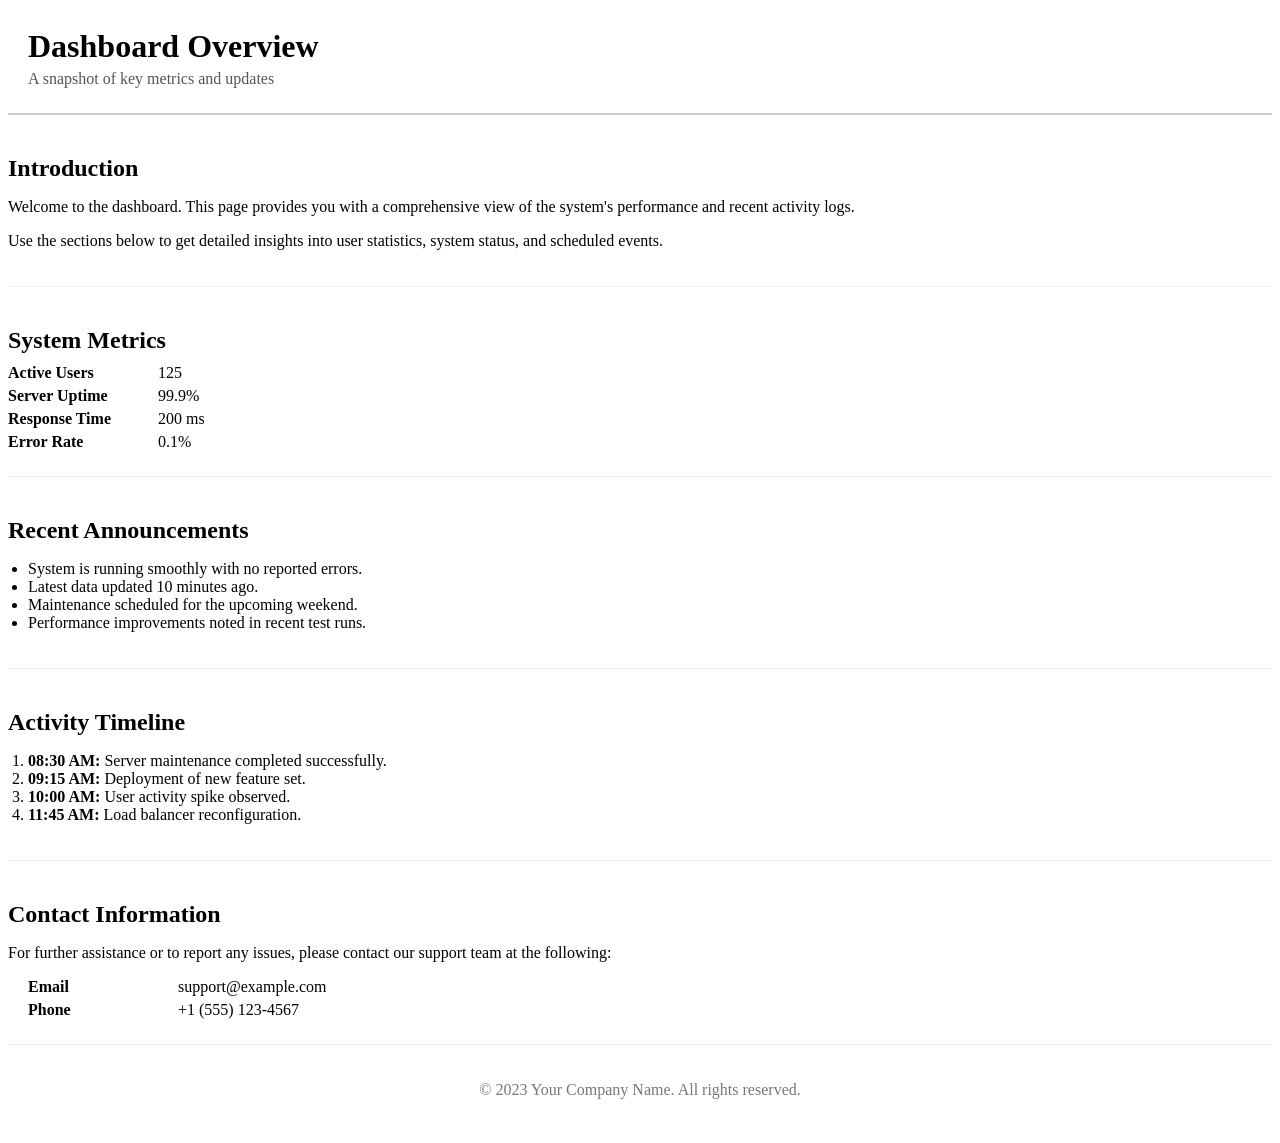 Dashboard Overview
A snapshot of key metrics and updates
Introduction
Welcome to the dashboard. This page provides you with a comprehensive view of the system's performance and recent activity logs.
Use the sections below to get detailed insights into user statistics, system status, and scheduled events.
System Metrics
Active Users 125
Server Uptime 99.9%
Response Time 200 ms
Error Rate 0.1%
Recent Announcements
• System is running smoothly with no reported errors.
• Latest data updated 10 minutes ago.
• Maintenance scheduled for the upcoming weekend.
• Performance improvements noted in recent test runs.
Activity Timeline
1. 08:30 AM: Server maintenance completed successfully.
2. 09:15 AM: Deployment of new feature set.
3. 10:00 AM: User activity spike observed.
4. 11:45 AM: Load balancer reconfiguration.
Contact Information
For further assistance or to report any issues, please contact our support team at the following:
Email support@example.com
Phone +1 (555) 123-4567
© 2023 Your Company Name. All rights reserved.